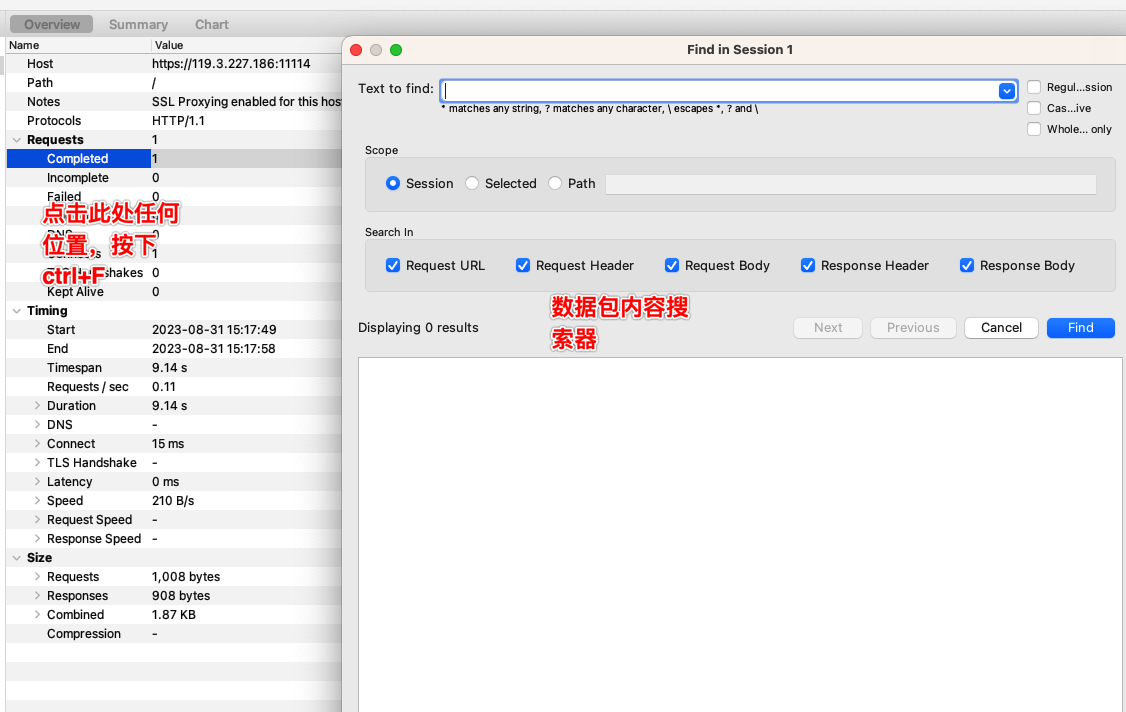 Overview Summary Chart
Name Value
Host https://119.3.227.186:11114
Path /
Notes SSL Proxying enabled for this hos
Protocols HTTP/1.1
Requests 1
Completed 1
Incomplete 0
Failed 0
DNS 0
Connects 1
TLS Handshakes 0
Kept Alive 0
点击此处任何
位置，按下
ctrl+F
Timing
Start 2023-08-31 15:17:49
End 2023-08-31 15:17:58
Timespan 9.14 s
Requests / sec 0.11
Duration 9.14 s
DNS -
Connect 15 ms
TLS Handshake -
Latency 0 ms
Speed 210 B/s
Request Speed -
Response Speed -
Size
Requests 1,008 bytes
Responses 908 bytes
Combined 1.87 KB
Compression -
Find in Session 1
Text to find:
* matches any string, ? matches any character, \ escapes *, ? and \
Regul...ssion
Cas...ive
Whole... only
Scope
Session Selected Path
Search In
Request URL Request Header Request Body Response Header Response Body
数据包内容搜
索器
Displaying 0 results
Next Previous Cancel Find